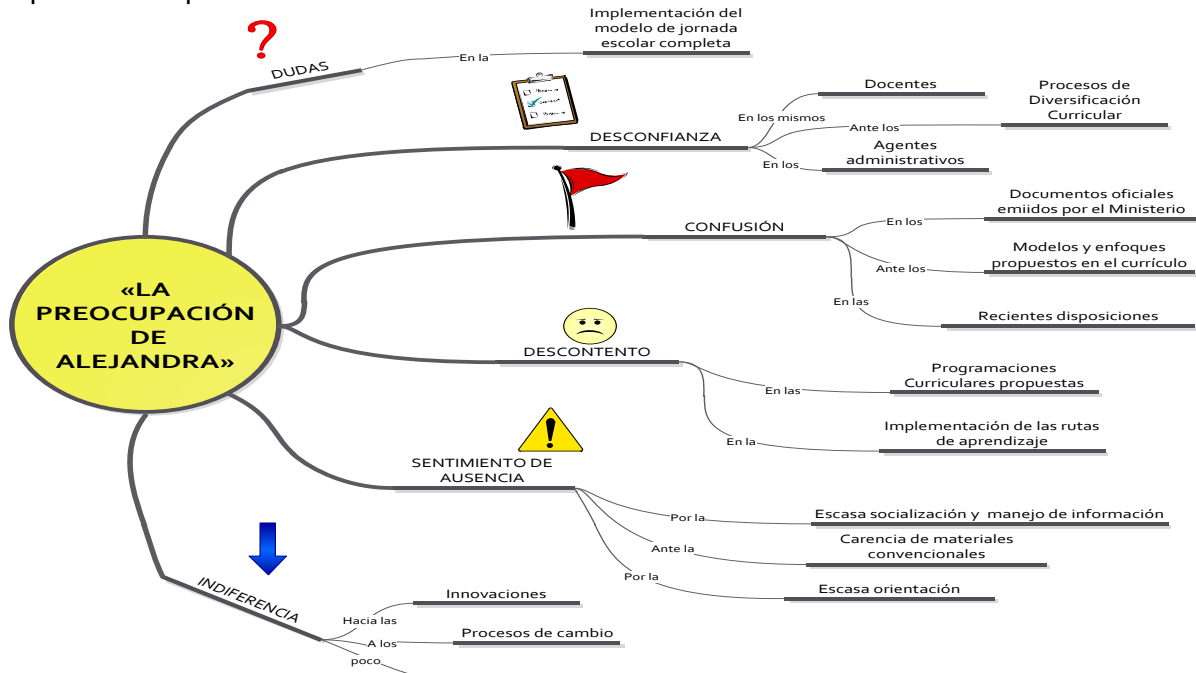 Implementación del
modelo de jornada
escolar completa
En la
DUDAS
Docentes
En los mismos
Procesos de
Diversificación
Curricular
Ante los
DESCONFIANZA
Agentes
administrativos
En los
Documentos oficiales
emiidos por el Ministerio
En los
CONFUSIÓN
Modelos y enfoques
propuestos en el currículo
Ante los
En las
Recientes disposiciones
«LA
PREOCUPACIÓN
DE
ALEJANDRA»
DESCONTENTO
Programaciones
Curriculares propuestas
En las
Implementación de las rutas
de aprendizaje
En la
SENTIMIENTO DE
AUSENCIA
Por la
Escasa socialización y  manejo de información
Ante la
Carencia de materiales
convencionales
Por la
Escasa orientación
INDIFERENCIA
Innovaciones
Hacia las
A los
Procesos de cambio
poco